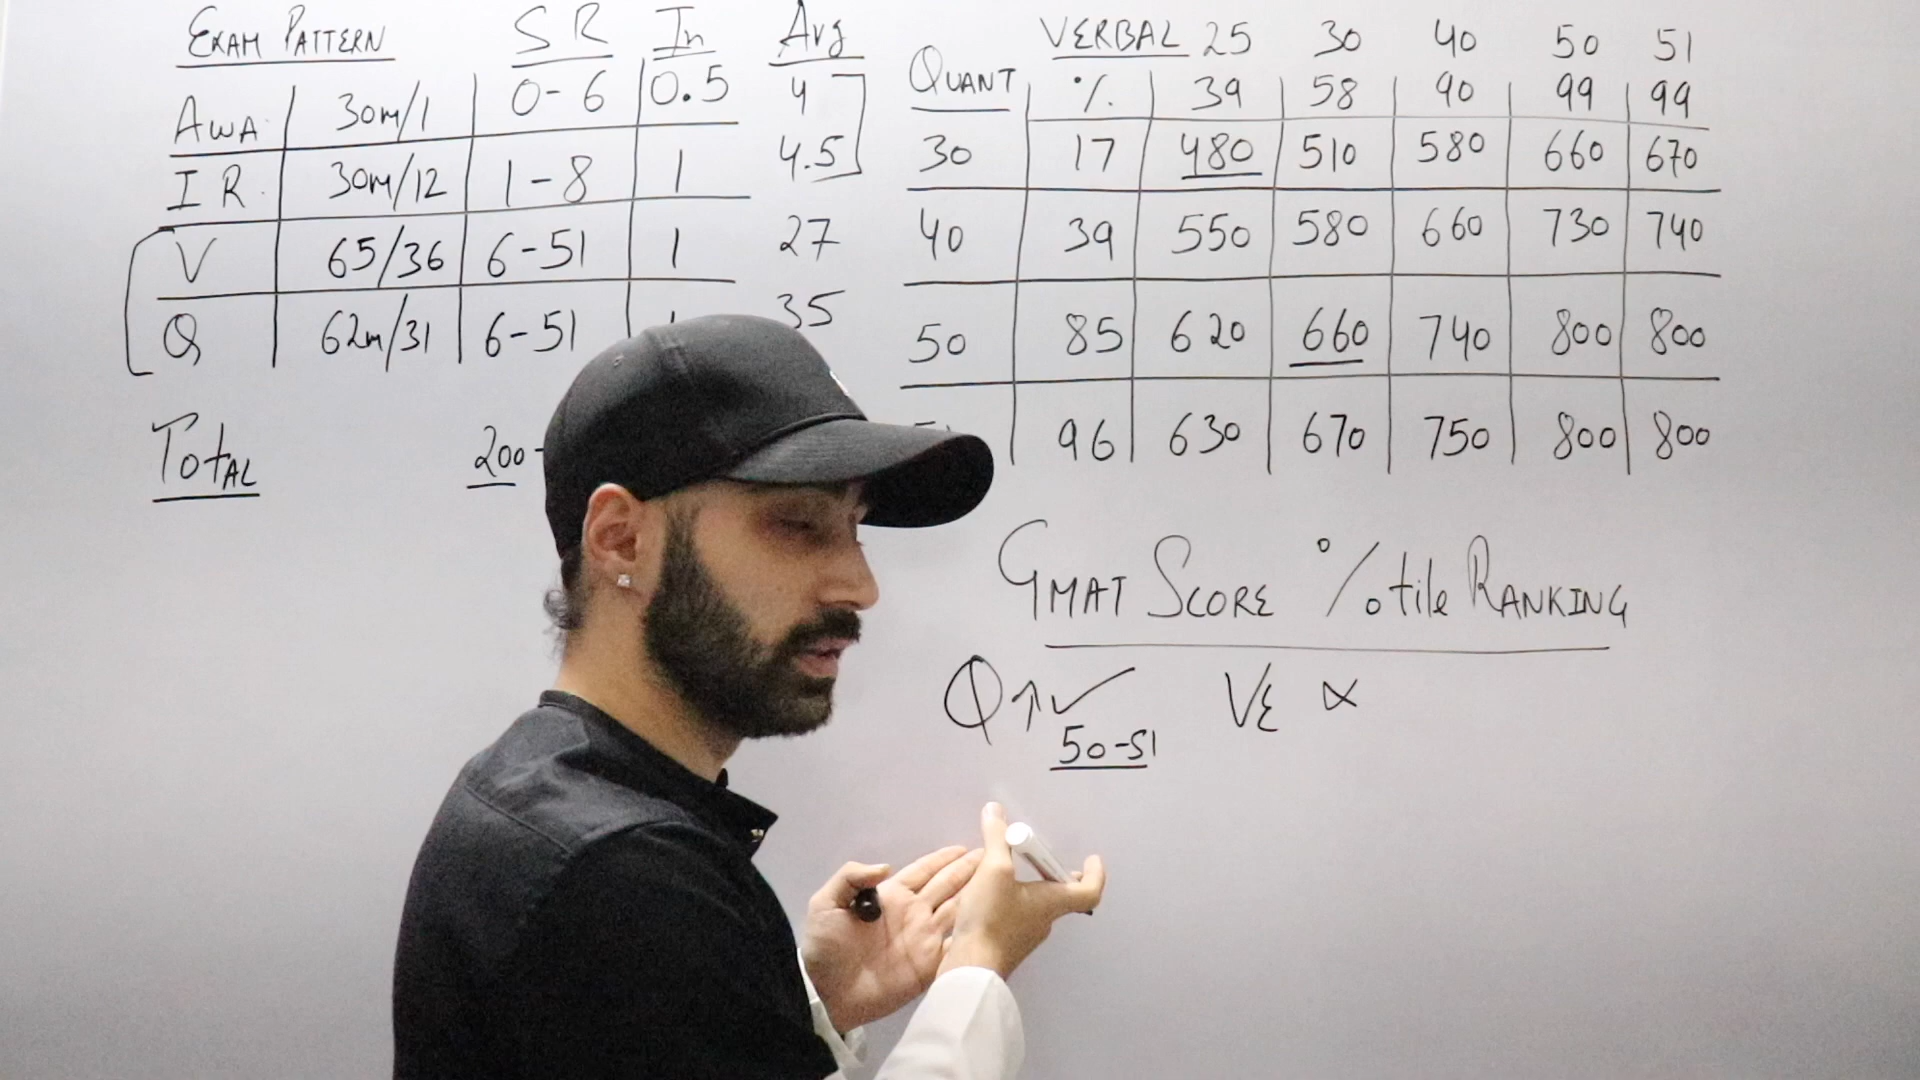 EXAM PATTERN SR In Avg
AWA 30m/1 0-6 0.5 4
IR. 30m/12 1-8 1 4.5
V 65/36 6-51 1 27
Q 62m/31 6-51 35
TOTAL 200-
VERBAL 25 30 40 50 51
QUANT % 39 58 90 99 99
30 17 480 510 580 660 670
40 39 550 580 660 730 740
50 85 620 660 740 800 800
96 630 670 750 800 800
GMAT SCORE %tile RANKING
Q↑✓ VE
50-51